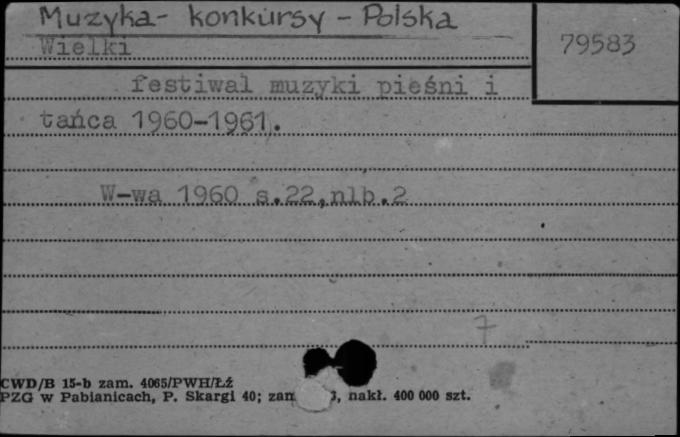 Muzyka- konkursy - Polska
79583
Wielki
festiwal muzyki pieśni i
tańca 1960-1961.
W-wa 1960 s.22,nlb.2
7
CWD/B 15-b zam. 4065/PWH/Łź
PZG w Pabianicach, P. Skargi 40; nakł. 400 000 szt.